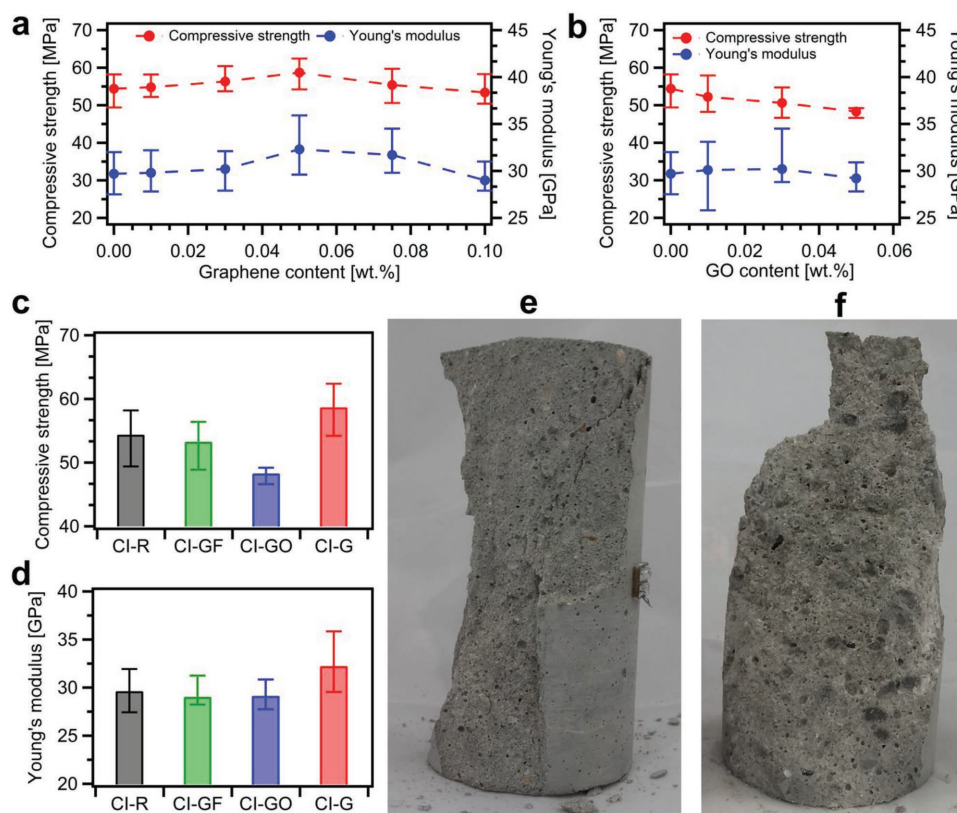 a
Compressive strength Young's modulus
Compressive strength [MPa]
70
60
50
40
30
20
45
40
35
30
25
Young's modulus
[GPa]
0.00 0.02 0.04 0.06 0.08 0.10
Graphene content [wt.%]
b
Compressive strength
Young's modulus
Compressive strength [MPa]
70
60
50
40
30
20
45
40
35
30
25
[GPa]
0.00 0.02 0.04 0.06
GO content [wt.%]
c
Compressive strength [MPa]
70
60
50
40
CI-R CI-GF CI-GO CI-G
d
Young's modulus [GPa]
40
35
30
25
20
CI-R CI-GF CI-GO CI-G
e
f